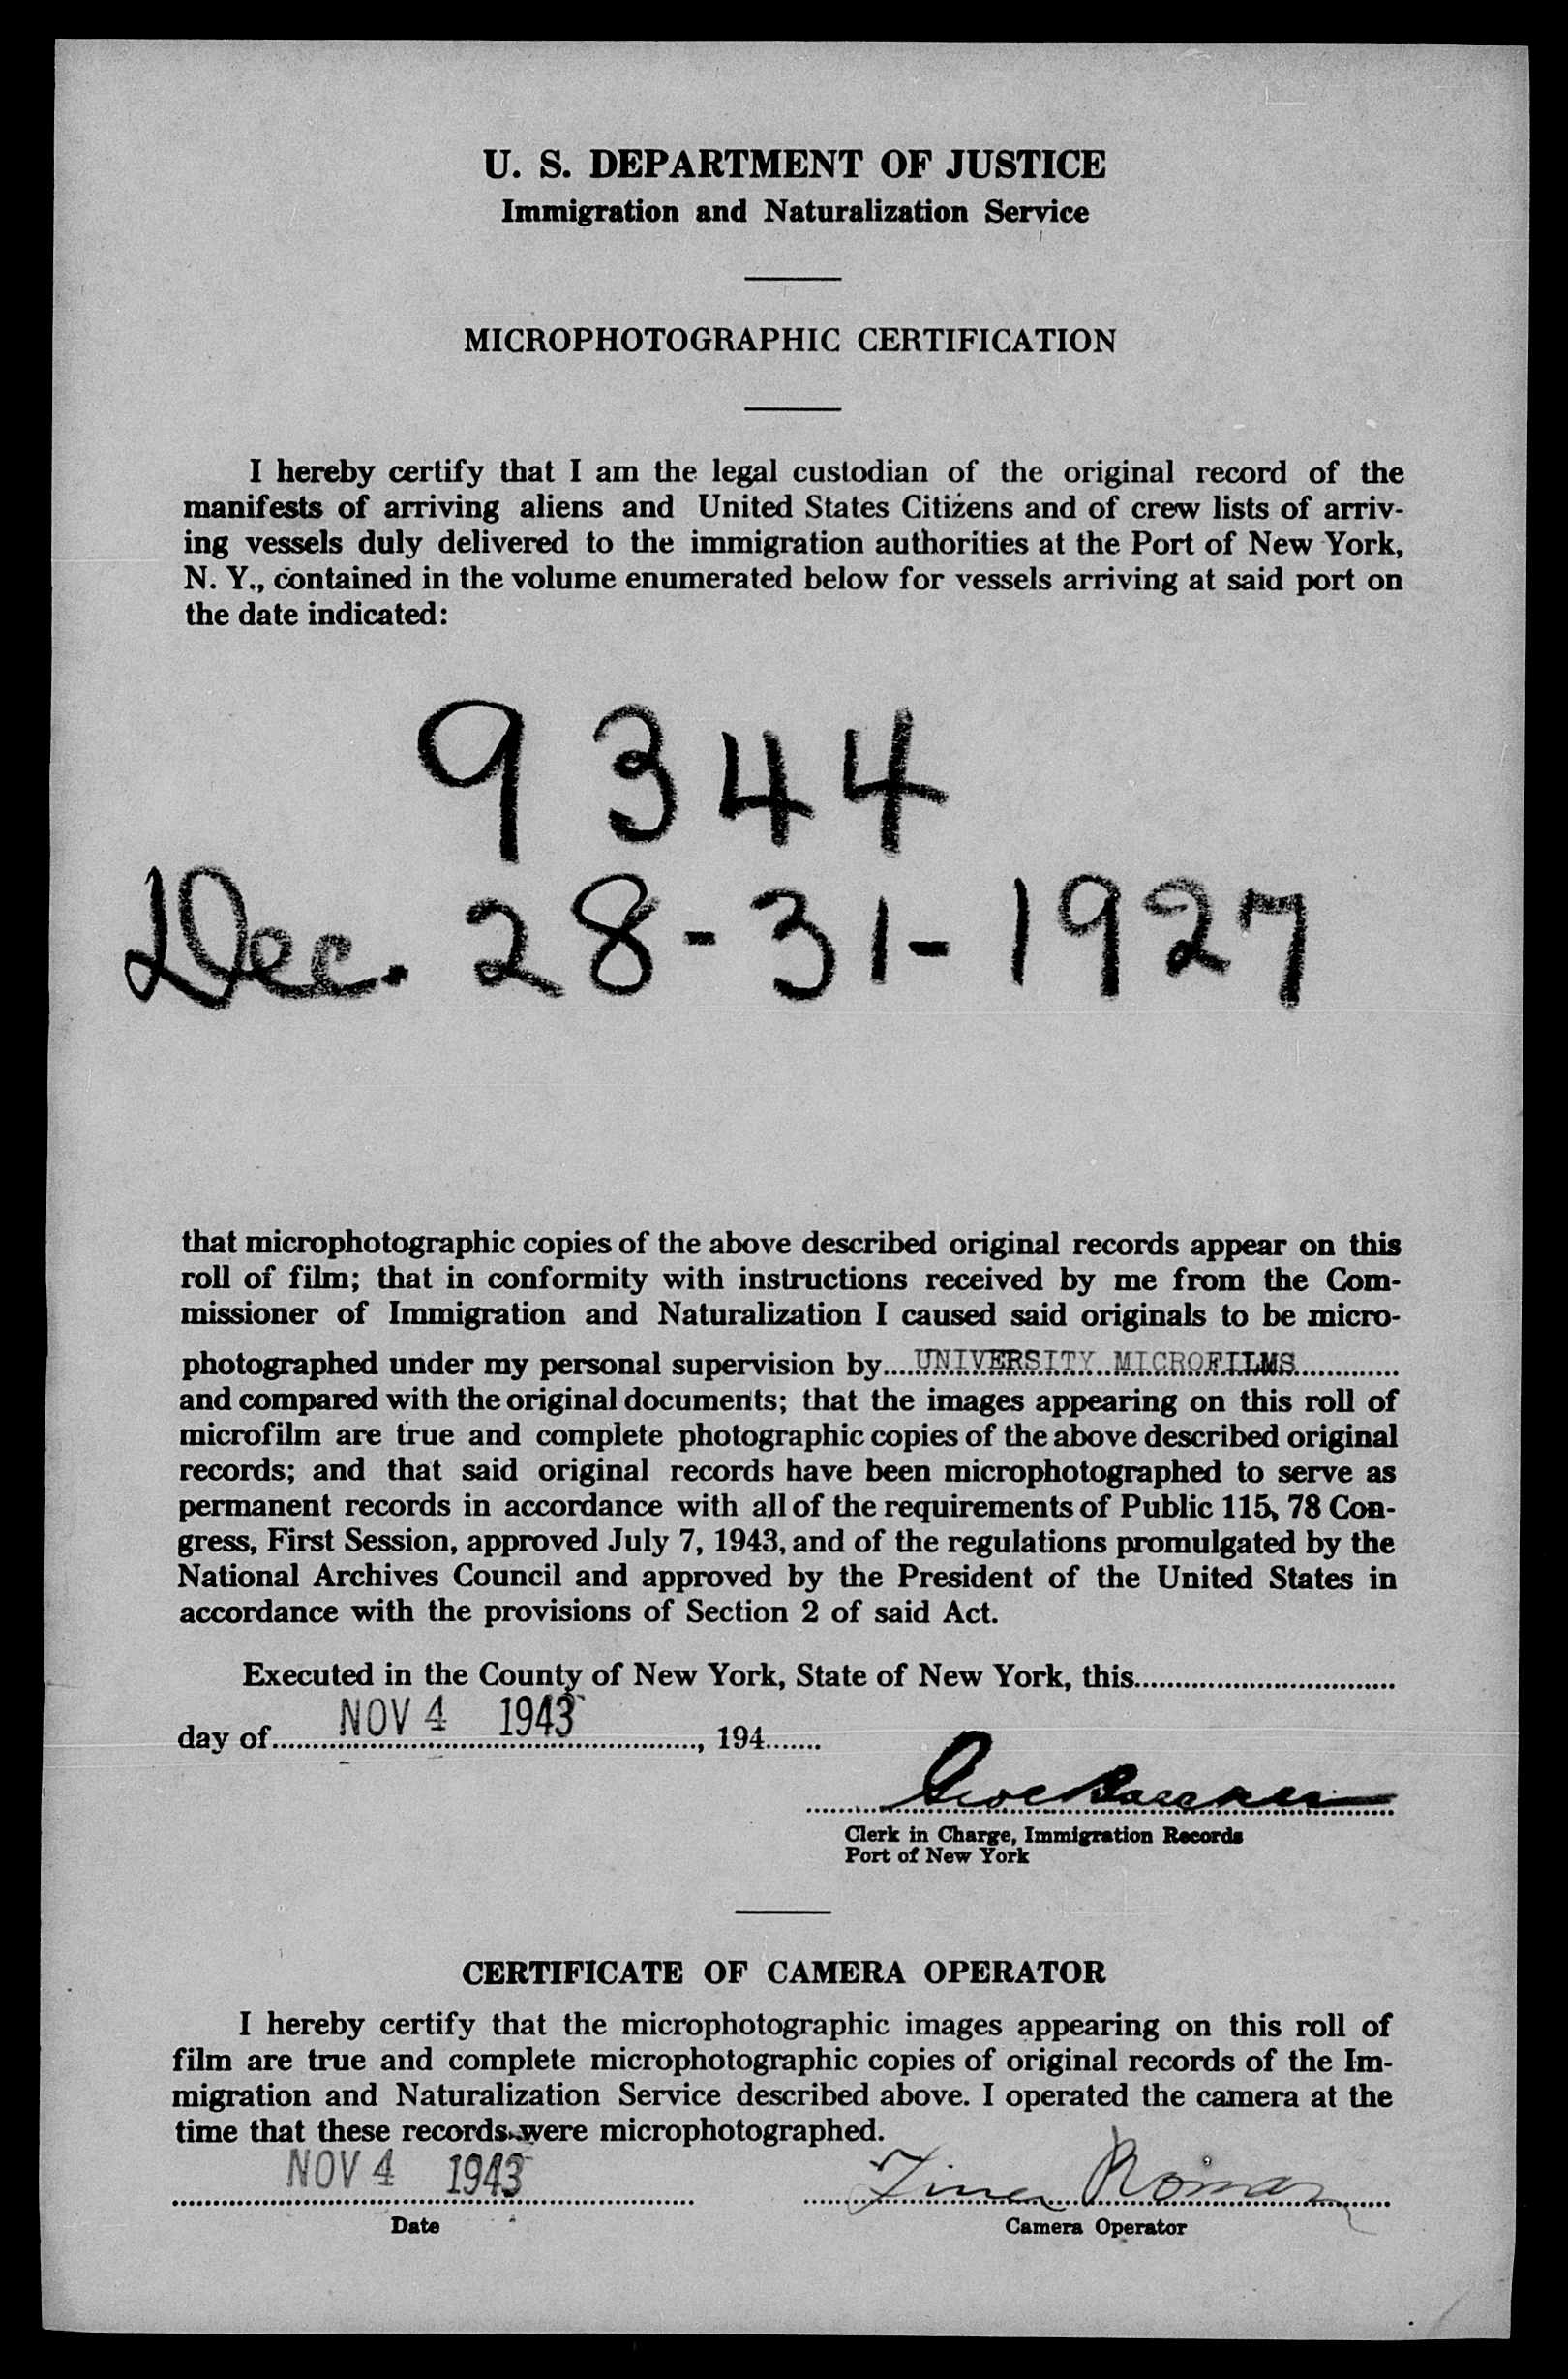 U. S. DEPARTMENT OF JUSTICE
Immigration and Naturalization Service
MICROPHOTOGRAPHIC CERTIFICATION
I hereby certify that I am the legal custodian of the original record of the
manifests of arriving aliens and United States Citizens and of crew lists of arriv-
ing vessels duly delivered to the immigration authorities at the Port of New York,
N. Y., contained in the volume enumerated below for vessels arriving at said port on
the date indicated:
9344
Dec. 28-31-1927
that microphotographic copies of the above described original records appear on this
roll of film; that in conformity with instructions received by me from the Com-
missioner of Immigration and Naturalization I caused said originals to be micro-
photographed under my personal supervision by....UNIVERSITY MICROFILMS............
and compared with the original documents; that the images appearing on this roll of
microfilm are true and complete photographic copies of the above described original
records; and that said original records have been microphotographed to serve as
permanent records in accordance with all of the requirements of Public 115, 78 Con-
gress, First Session, approved July 7, 1943, and of the regulations promulgated by the
National Archives Council and approved by the President of the United States in
accordance with the provisions of Section 2 of said Act.
Executed in the County of New York, State of New York, this................................
day of NOV 4 1943, 194.......
Clerk in Charge, Immigration Records
Port of New York
CERTIFICATE OF CAMERA OPERATOR
I hereby certify that the microphotographic images appearing on this roll of
film are true and complete microphotographic copies of original records of the Im-
migration and Naturalization Service described above. I operated the camera at the
time that these records were microphotographed.
NOV 4 1943 Roman
Date Camera Operator